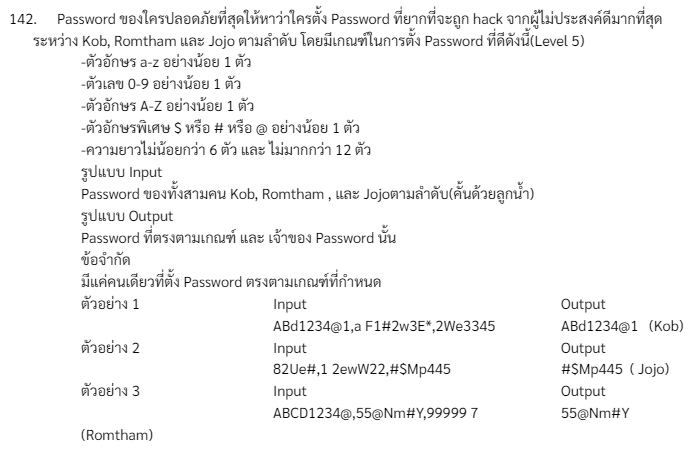 142. Password ของใครปลอดภัยที่สุดให้หาว่าใครตั้ง Password ที่ยากที่จะถูก hack จากผู้ไม่ประสงค์ดีมากที่สุด
ระหว่าง Kob, Romtham และ Jojo ตามลำดับ โดยมีเกณฑ์ในการตั้ง Password ที่ดีดังนี้(Level 5)
-ตัวอักษร a-z อย่างน้อย 1 ตัว
-ตัวเลข 0-9 อย่างน้อย 1 ตัว
-ตัวอักษร A-Z อย่างน้อย 1 ตัว
-ตัวอักษรพิเศษ $ หรือ # หรือ @ อย่างน้อย 1 ตัว
-ความยาวไม่น้อยกว่า 6 ตัว และ ไม่มากกว่า 12 ตัว
รูปแบบ Input
Password ของทั้งสามคน Kob, Romtham , และ Jojoตามลำดับ(คั้นด้วยลูกน้ำ)
รูปแบบ Output
Password ที่ตรงตามเกณฑ์ และ เจ้าของ Password นั้น
ข้อจำกัด
มีแค่คนเดียวที่ตั้ง Password ตรงตามเกณฑ์ที่กำหนด
ตัวอย่าง 1 Input Output
ABd1234@1,a F1#2w3E*,2We3345 ABd1234@1 (Kob)
ตัวอย่าง 2 Input Output
82Ue#,1 2ewW22,#$Mp445 #$Mp445 ( Jojo)
ตัวอย่าง 3 Input Output
ABCD1234@,55@Nm#Y,99999 7 55@Nm#Y
(Romtham)